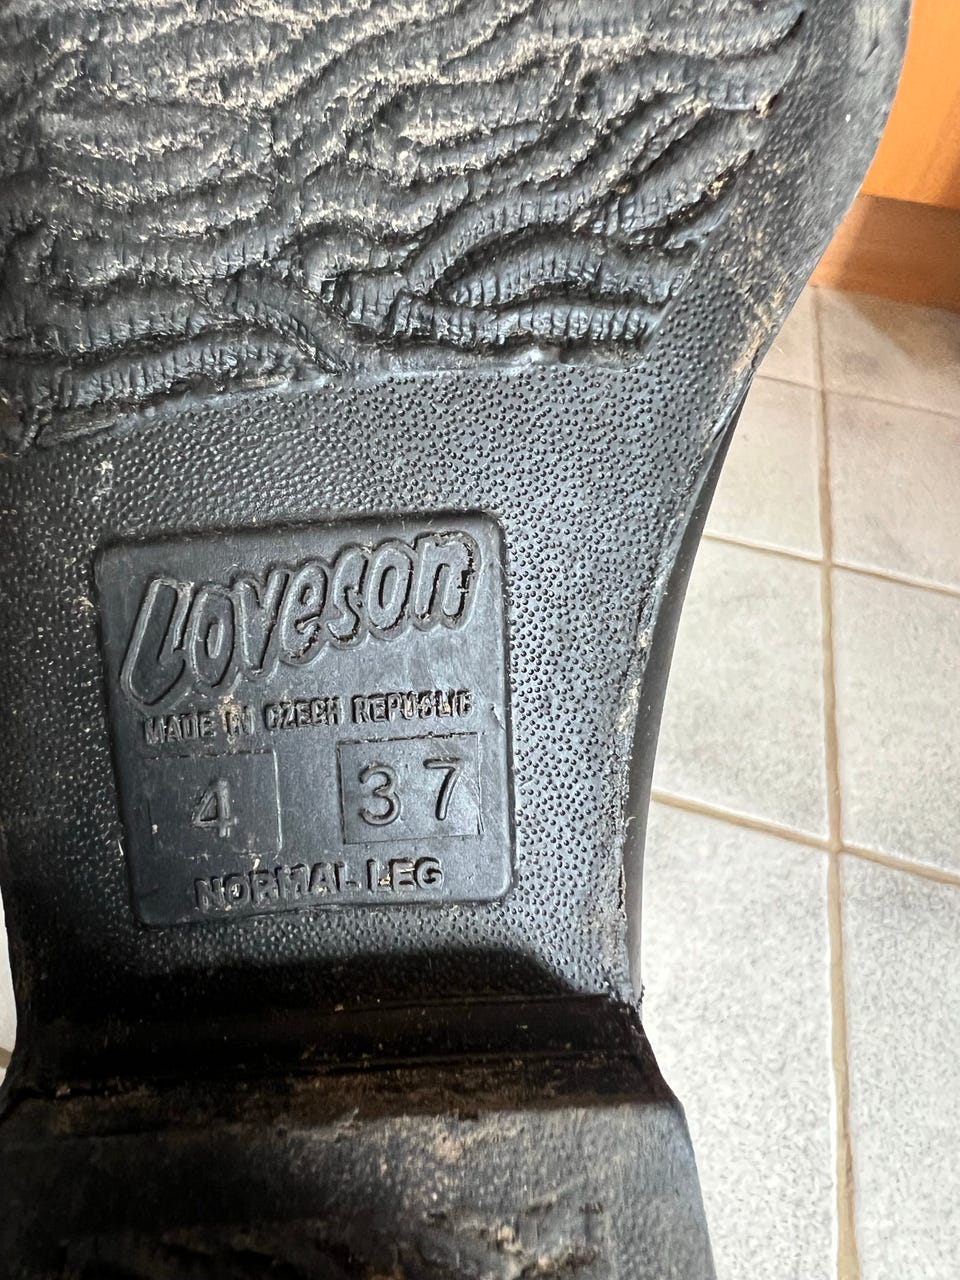 Loveson
MADE IN CZECH REPUBLIC
4 37
NORMAL LEG